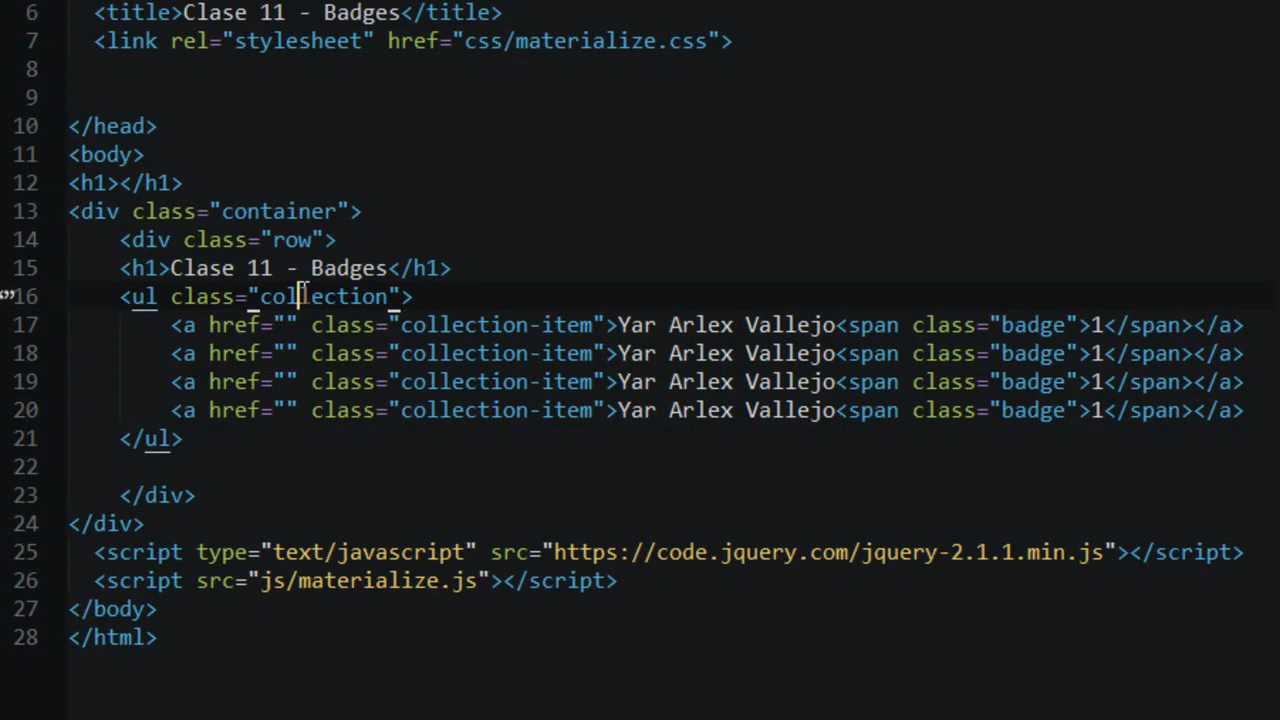 6 <title>Clase 11 - Badges</title>
7 <link rel="stylesheet" href="css/materialize.css">
8
9
10 </head>
11 <body>
12 <h1></h1>
13 <div class="container">
14 <div class="row">
15 <h1>Clase 11 - Badges</h1>
16 <ul class="collection">
17 <a href="" class="collection-item">Yar Arlex Vallejo<span class="badge">1</span></a>
18 <a href="" class="collection-item">Yar Arlex Vallejo<span class="badge">1</span></a>
19 <a href="" class="collection-item">Yar Arlex Vallejo<span class="badge">1</span></a>
20 <a href="" class="collection-item">Yar Arlex Vallejo<span class="badge">1</span></a>
21 </ul>
22
23 </div>
24 </div>
25 <script type="text/javascript" src="https://code.jquery.com/jquery-2.1.1.min.js"></script>
26 <script src="js/materialize.js"></script>
27 </body>
28 </html>